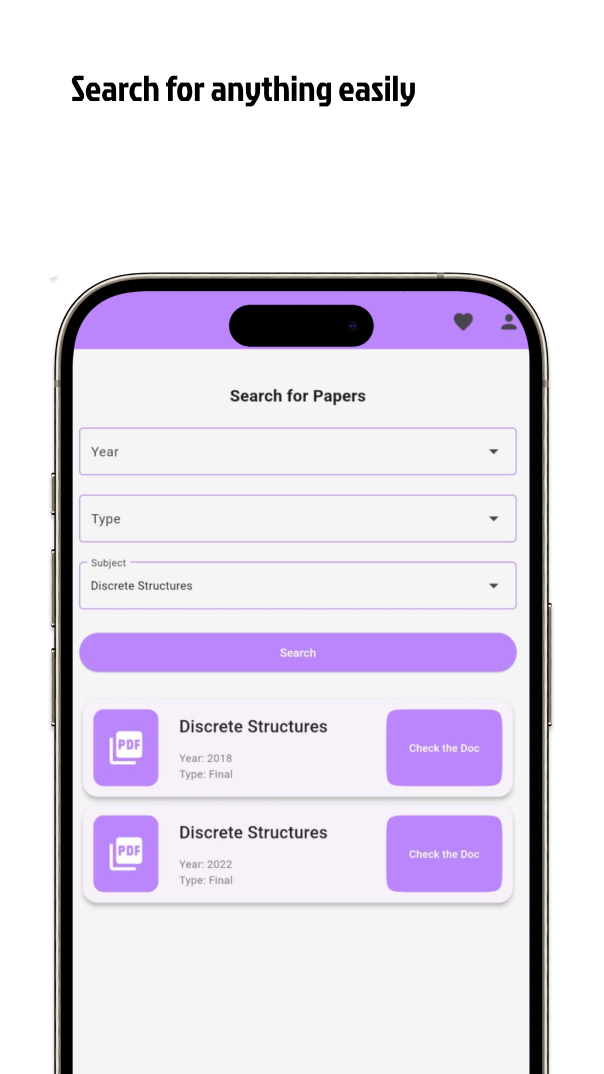 Search for anything easily
Search for Papers
Year
Type
Subject
Discrete Structures
Search
PDF
Discrete Structures
Year: 2018
Type: Final
Check the Doc
PDF
Discrete Structures
Year: 2022
Type: Final
Check the Doc